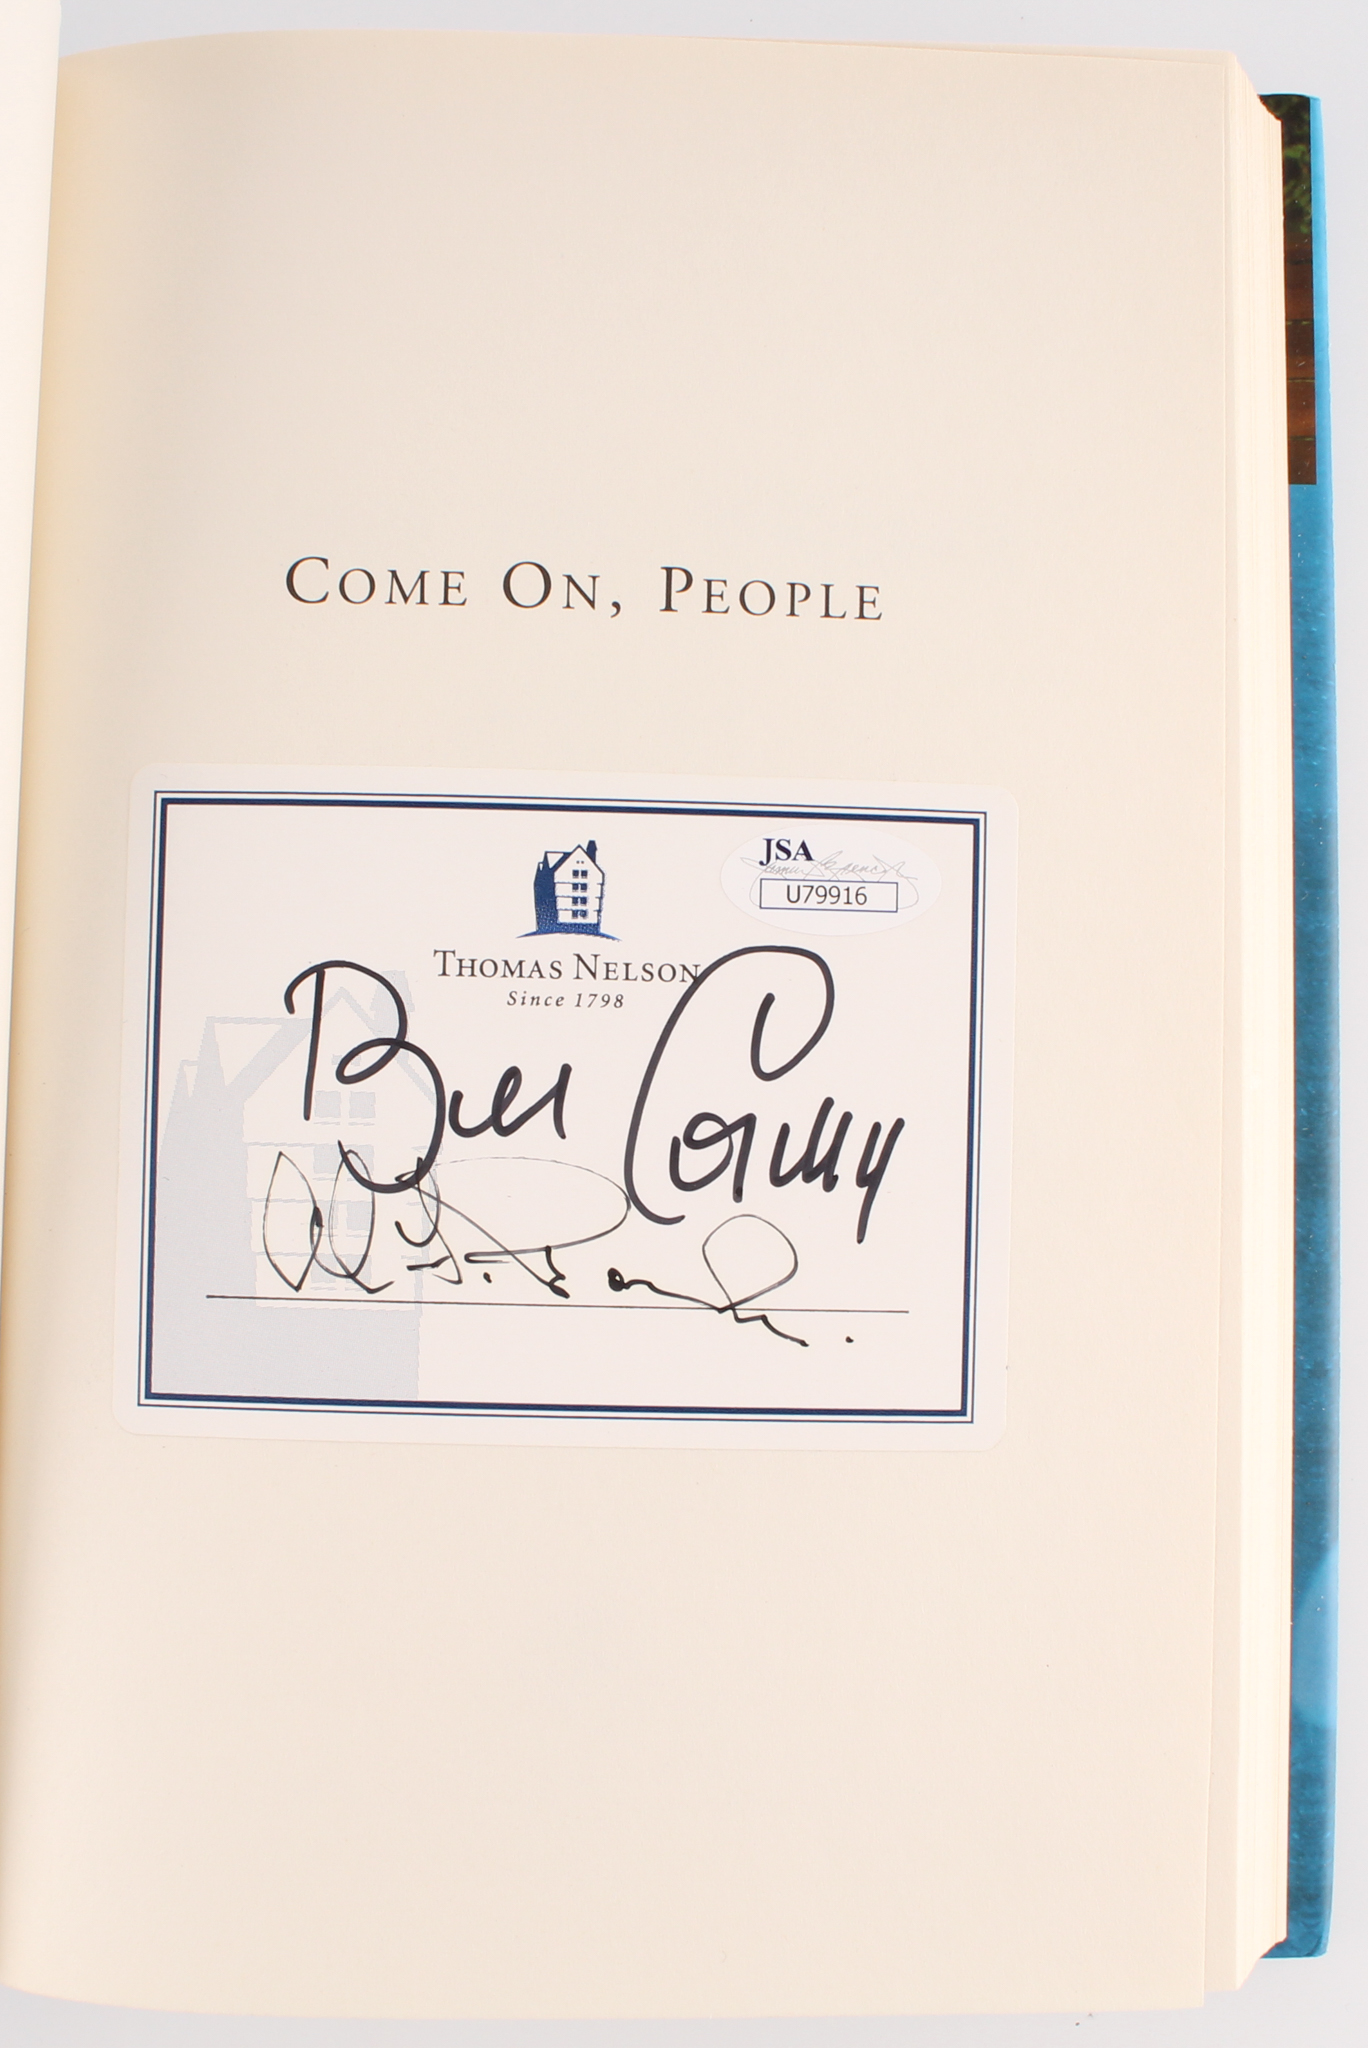 COME ON, PEOPLE
JSA
U79916
THOMAS NELSON
Since 1798
Bill Cosby